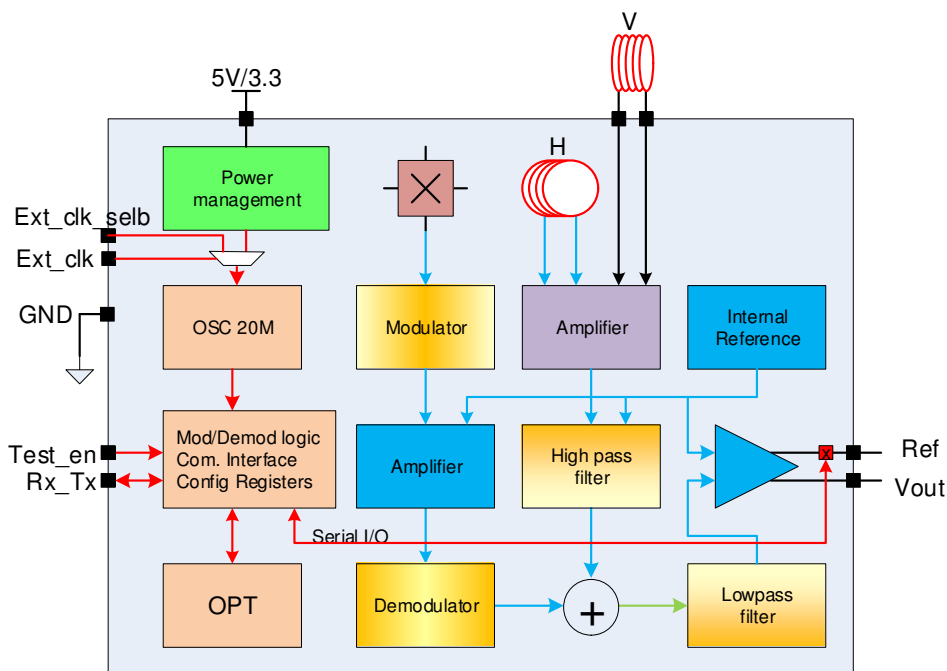 V
5V/3.3
H
Power
management
Ext_clk_selb
Ext_clk
GND
OSC 20M
Modulator
Amplifier
Internal
Reference
Mod/Demod logic
Com. Interface
Config Registers
Amplifier
High pass
filter
Test_en
Rx_Tx
x
Ref
Vout
Serial I/O
OPT
Demodulator
+
Lowpass
filter